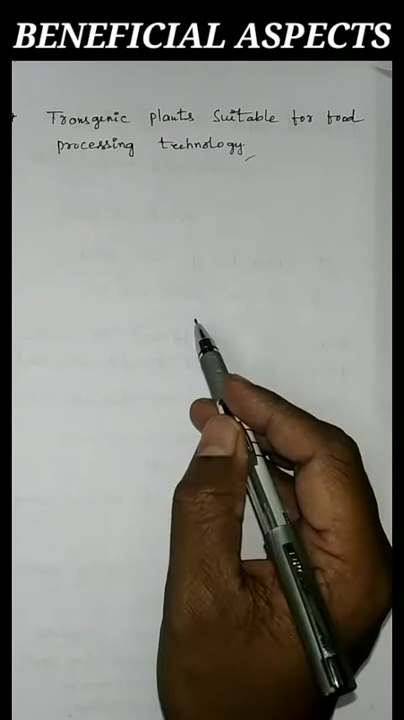 BENEFICIAL ASPECTS
Transgenic plants Suitable for food
processing technology.